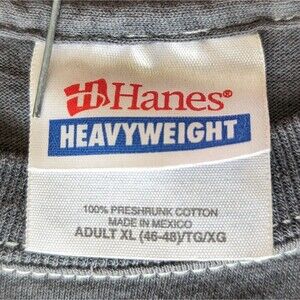 Hanes®
HEAVYWEIGHT
100% PRESHRUNK COTTON
MADE IN MEXICO
ADULT XL (46-48)/TG/XG